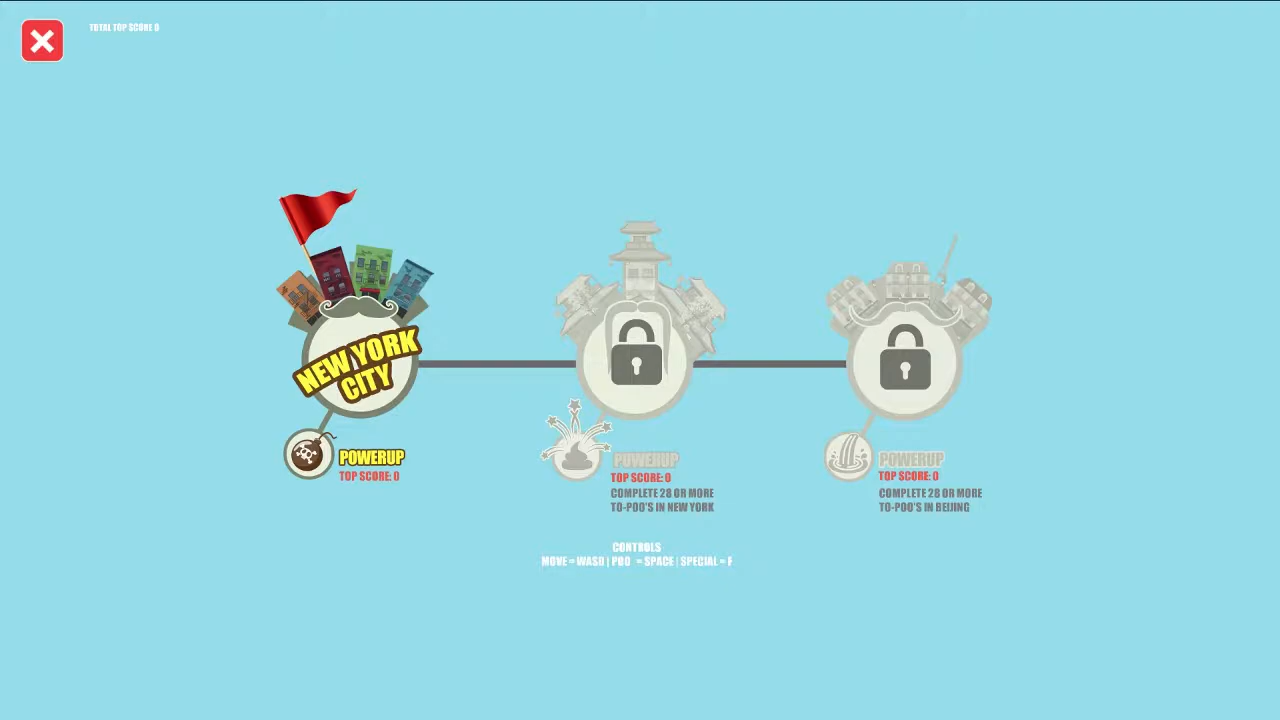 TOTAL TOP SCORE 0
NEW YORK
CITY
POWERUP
TOP SCORE: 0
POWERUP
TOP SCORE: 0
COMPLETE 28 OR MORE
TO-POO'S IN NEW YORK
POWERUP
TOP SCORE: 0
COMPLETE 28 OR MORE
TO-POO'S IN BEIJING
CONTROLS
MOVE = WASD | POO = SPACE | SPECIAL = F